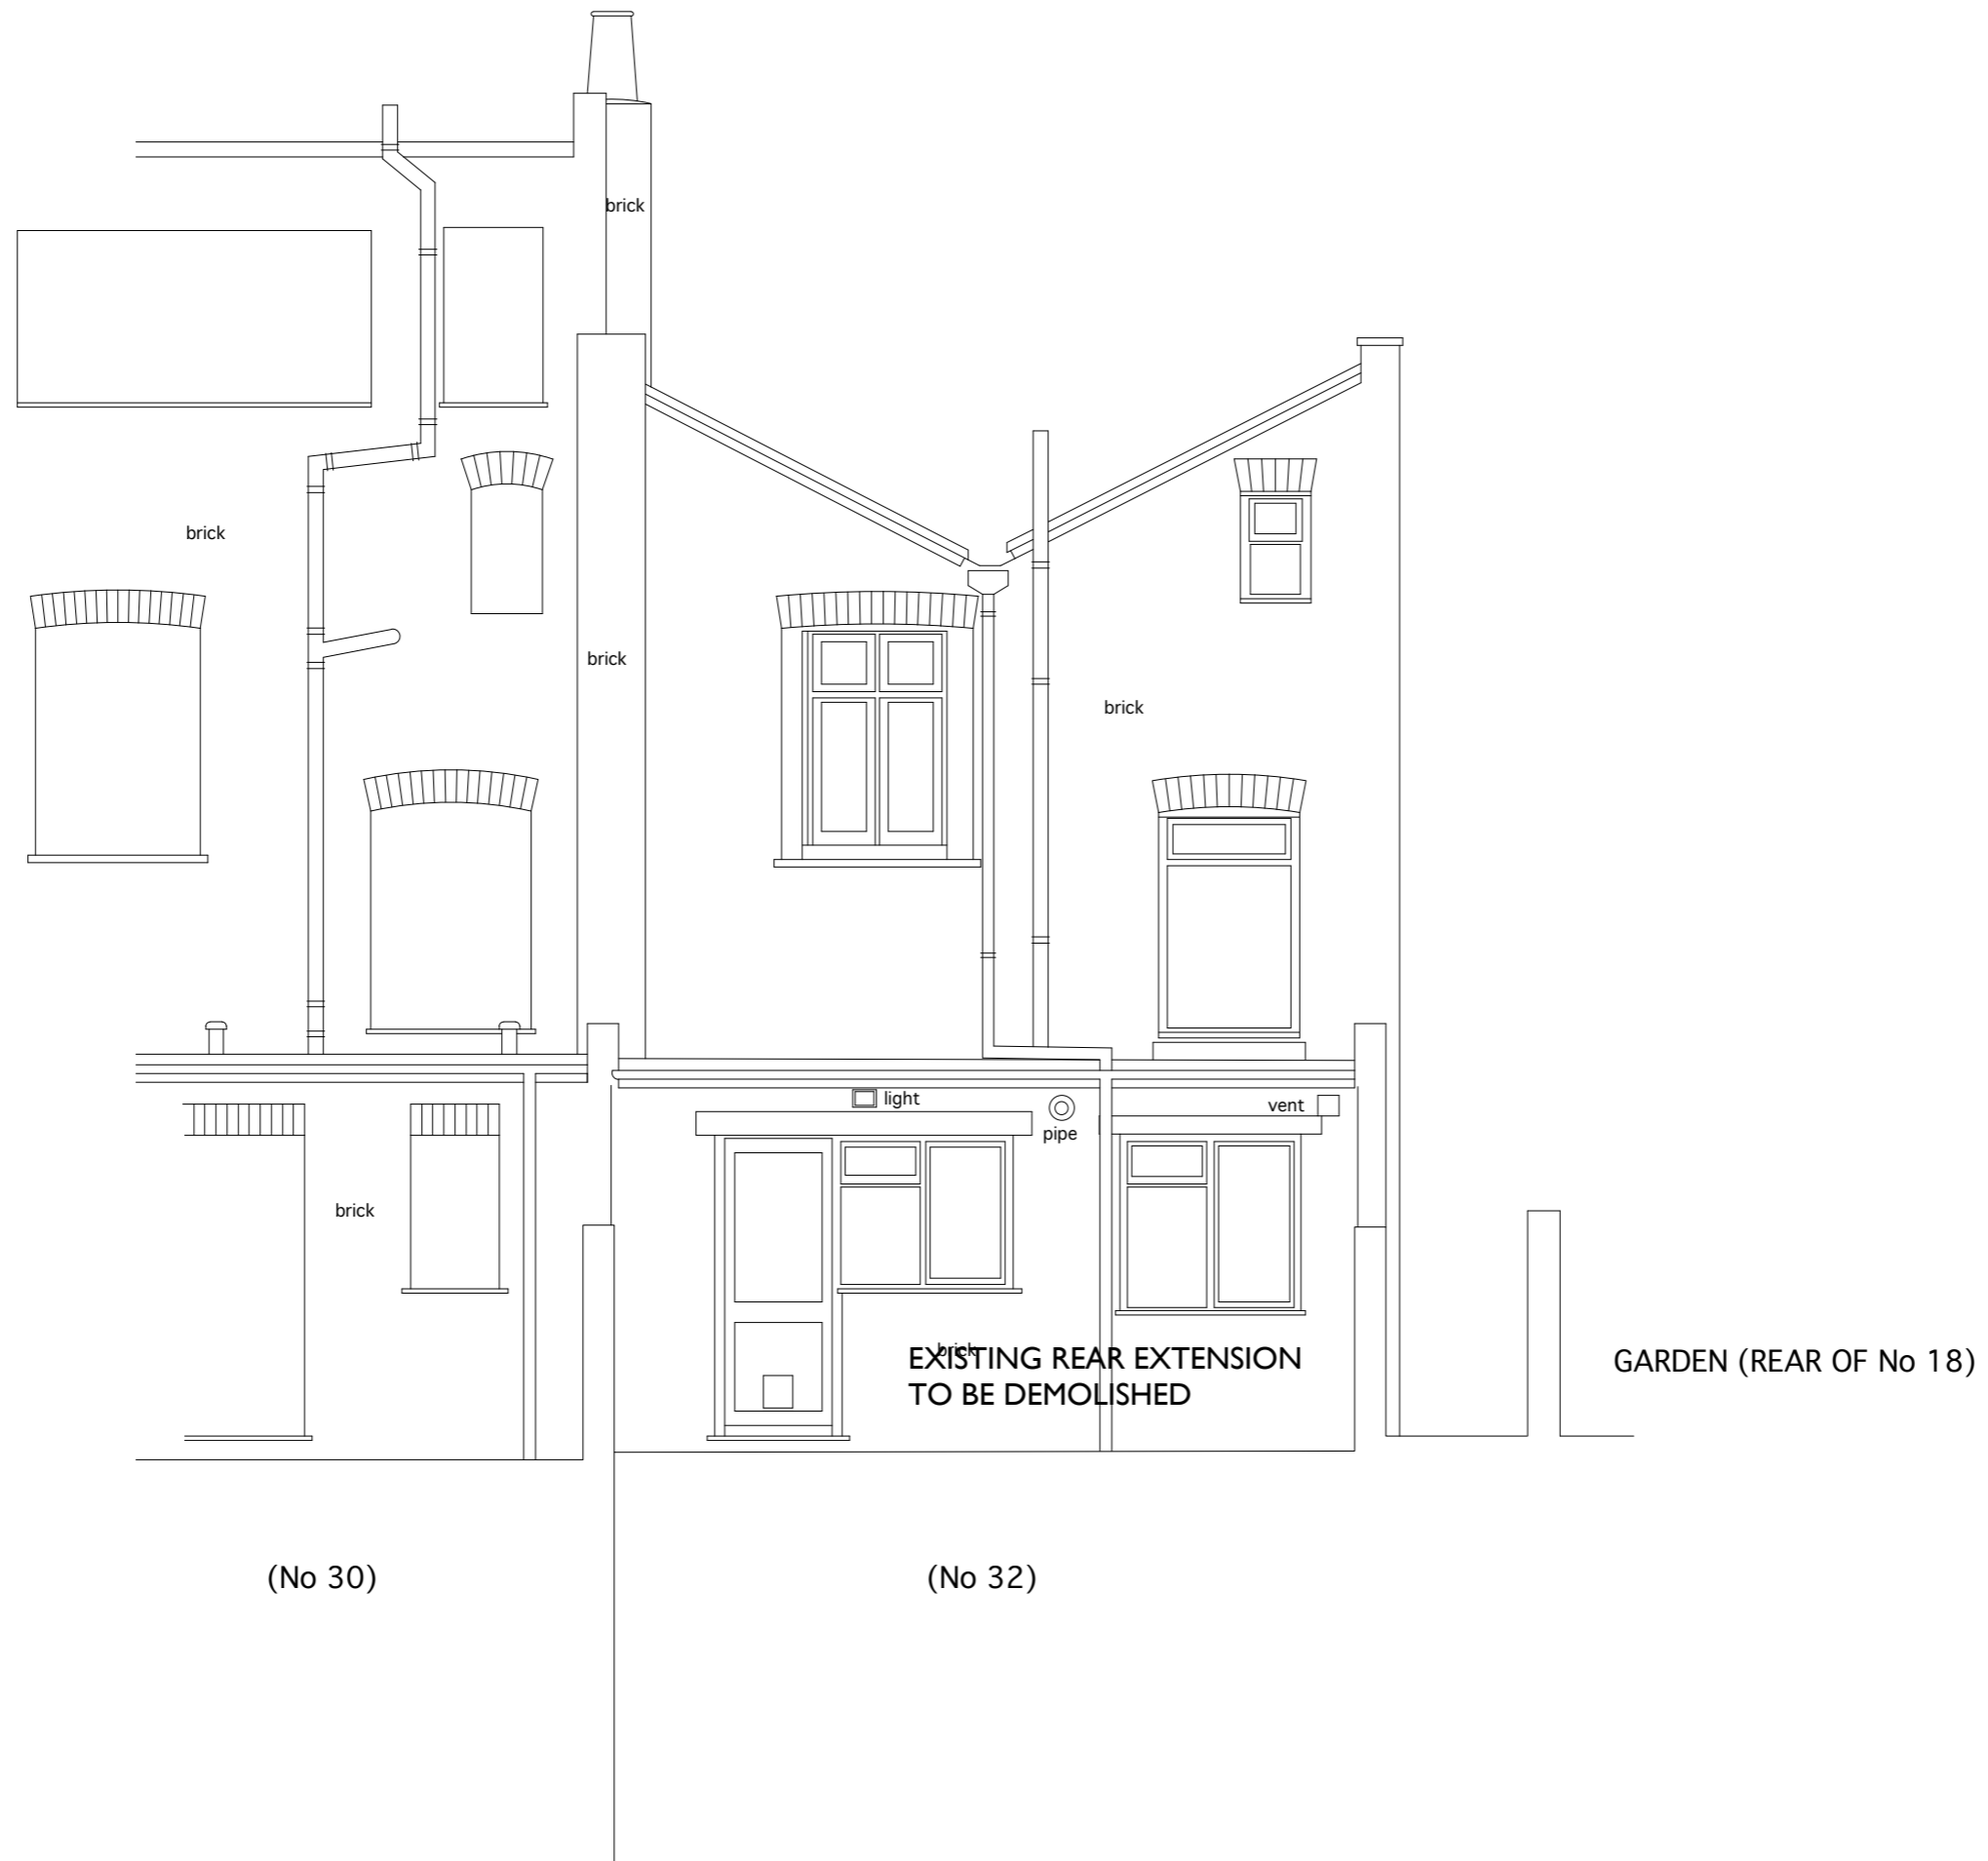 brick
brick
brick
brick
light
vent
pipe
brick
brick
EXISTING REAR EXTENSION
TO BE DEMOLISHED
GARDEN (REAR OF No 18)
(No 30)
(No 32)